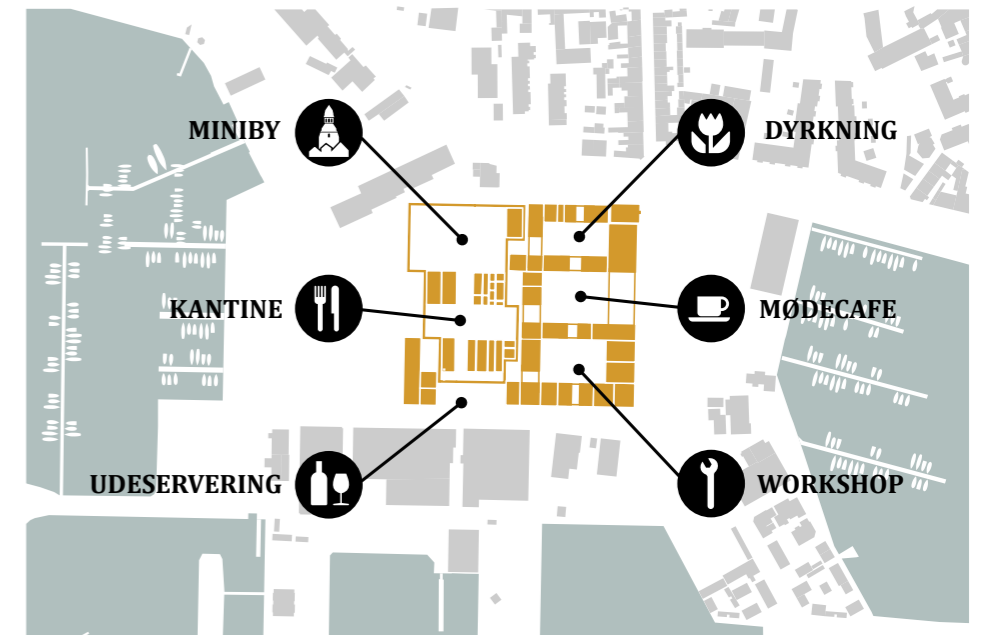 MINIBY
DYRKNING
KANTINE
MØDECAFE
UDESERVERING
WORKSHOP